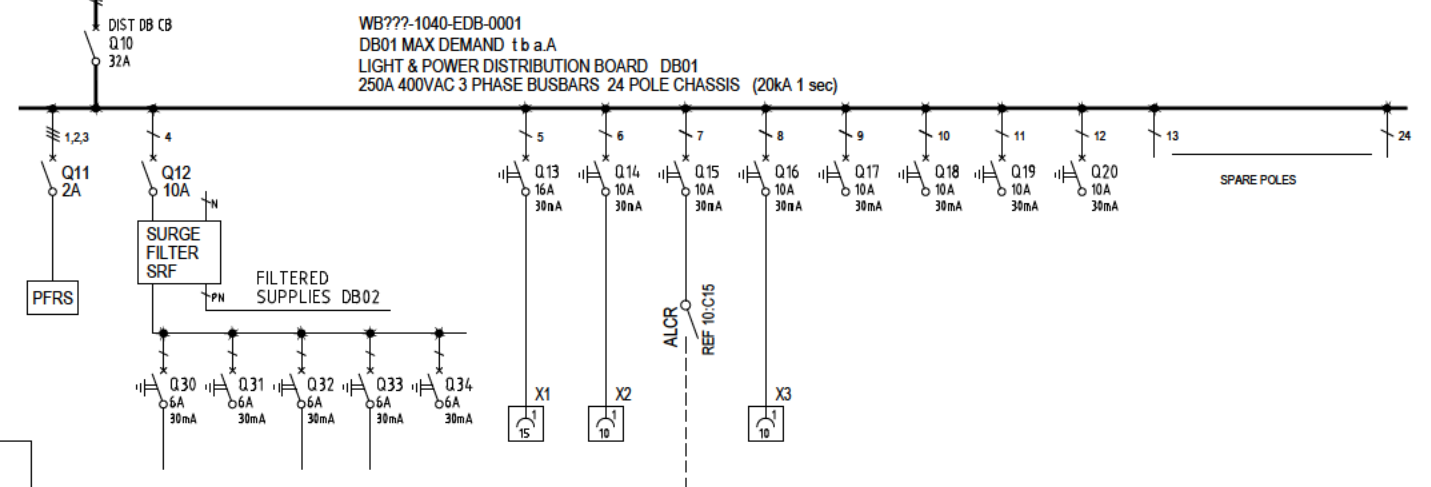 DIST DB CB
Q10
32A
WB???-1040-EDB-0001
DB01 MAX DEMAND t b a.A
LIGHT & POWER DISTRIBUTION BOARD DB01
250A 400VAC 3 PHASE BUSBARS 24 POLE CHASSIS (20kA 1 sec)
1,2,3
4
5
6
7
8
9
10
11
12
13
24
Q11
2A
Q12
10A
Q13
16A
30mA
Q14
10A
30mA
Q15
10A
30mA
Q16
10A
30mA
Q17
10A
30mA
Q18
10A
30mA
Q19
10A
30mA
Q20
10A
30mA
SPARE POLES
N
SURGE
FILTER
SRF
PFRS
PN
FILTERED
SUPPLIES DB02
ALCR
REF 10:C15
Q30
6A
30mA
Q31
6A
30mA
Q32
6A
30mA
Q33
6A
30mA
Q34
6A
30mA
X1
1
15
X2
1
10
X3
1
10